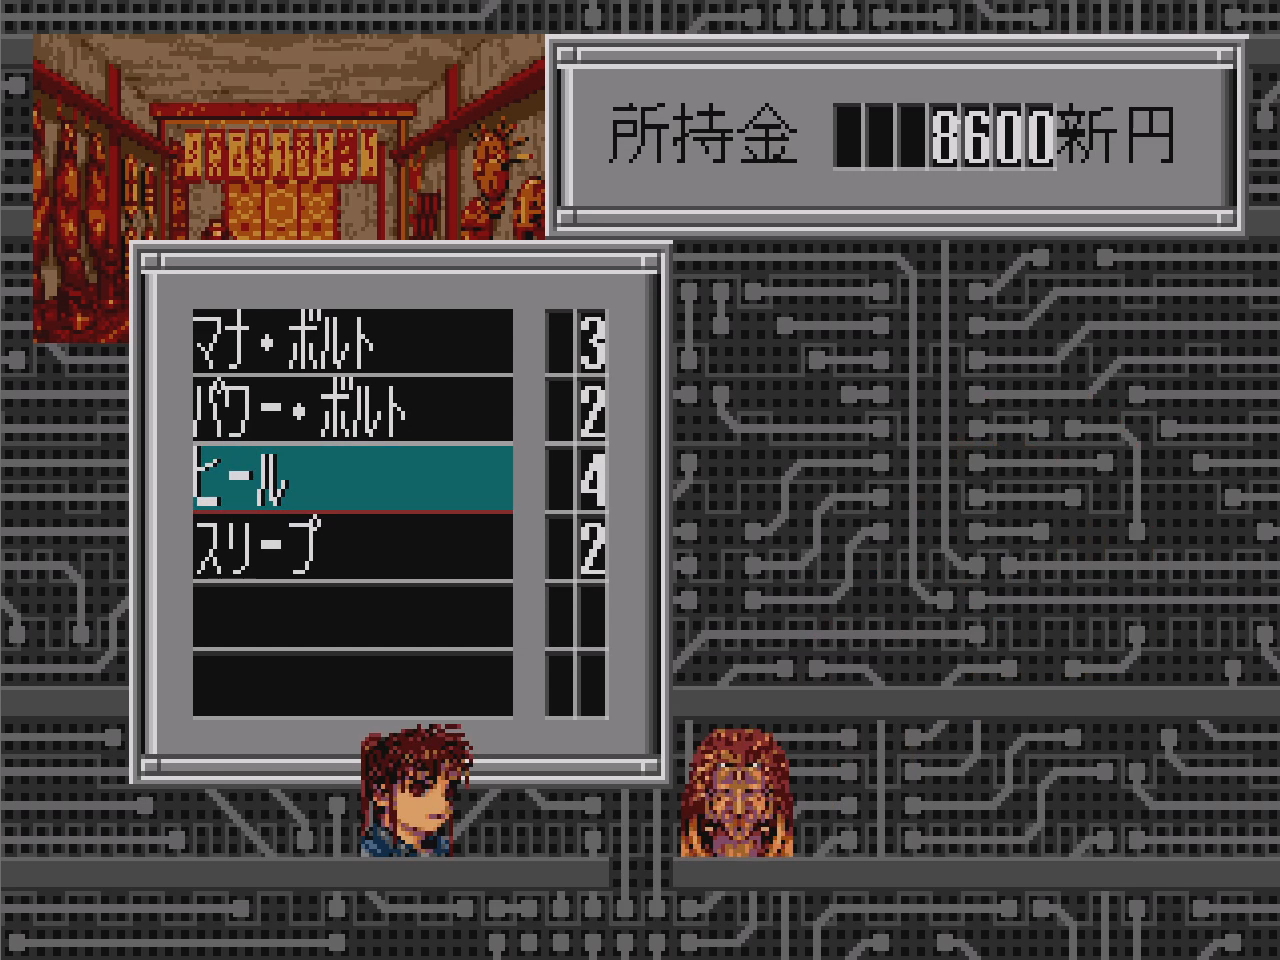 所持金 8600新円
マナ・ボルト 3
パワー・ボルト 2
ヒール 4
スリープ 2